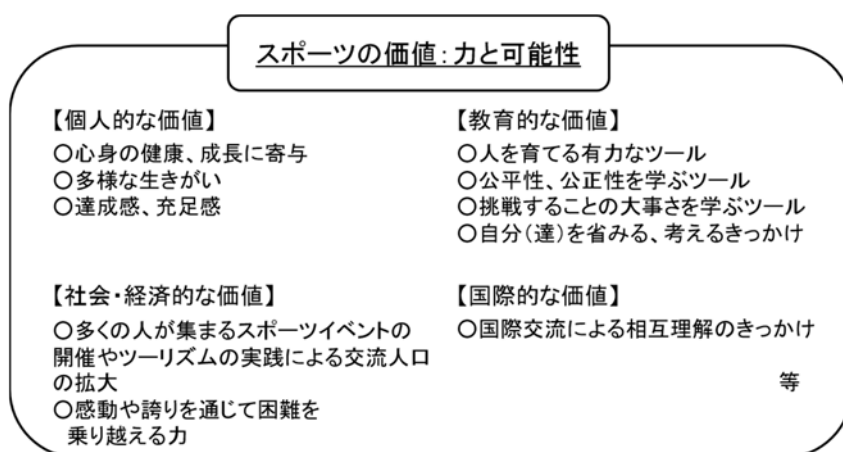 スポーツの価値：力と可能性
【個人的な価値】
○心身の健康、成長に寄与
○多様な生きがい
○達成感、充足感
【教育的な価値】
○人を育てる有力なツール
○公平性、公正性を学ぶツール
○挑戦することの大事さを学ぶツール
○自分（達）を省みる、考えるきっかけ
【社会・経済的な価値】
○多くの人が集まるスポーツイベントの
開催やツーリズムの実践による交流人口
の拡大
○感動や誇りを通じて困難を
乗り越える力
【国際的な価値】
○国際交流による相互理解のきっかけ
等